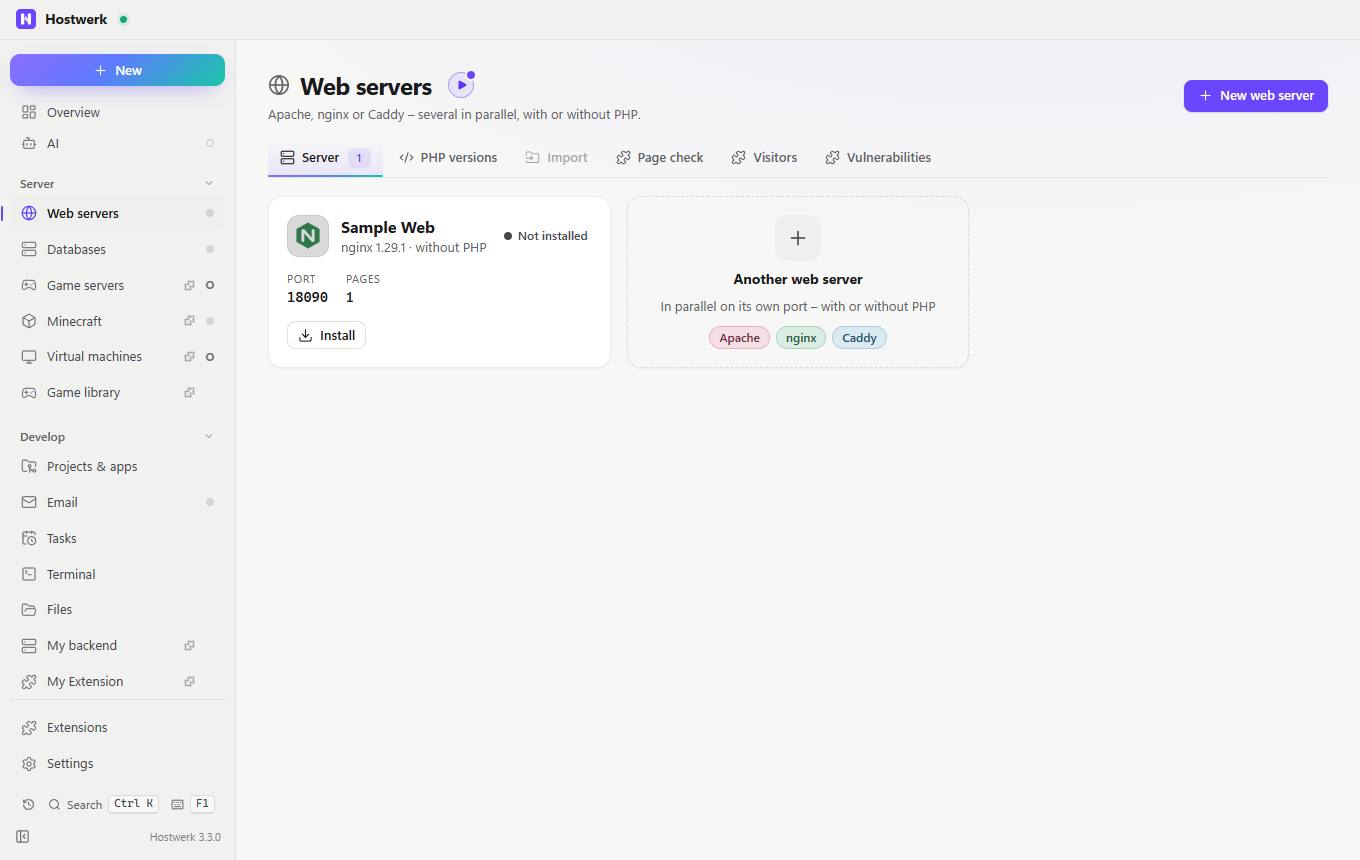 Hostwerk
New
Overview
AI
Server
Web servers
Databases
Game servers
Minecraft
Virtual machines
Game library
Develop
Projects & apps
Email
Tasks
Terminal
Files
My backend
My Extension
Extensions
Settings
Search Ctrl K F1
Hostwerk 3.3.0
Web servers
Apache, nginx or Caddy – several in parallel, with or without PHP.
New web server
Server 1 PHP versions Import Page check Visitors Vulnerabilities
Sample Web
nginx 1.29.1 · without PHP
Not installed
PORT PAGES
18090 1
Install
Another web server
In parallel on its own port – with or without PHP
Apache nginx Caddy